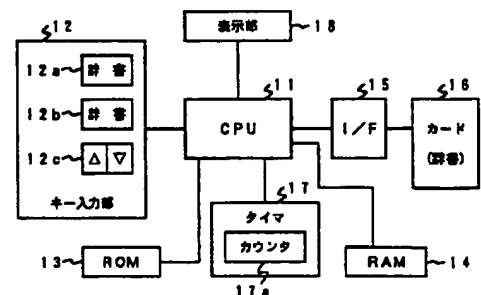 12
12a 辞書
12b 辞書
12c △ ▽
キー入力部
表示部 18
11
CPU
15
I/F
16
カード
(辞書)
17
タイマ
カウンタ
17a
13 ROM
RAM 14